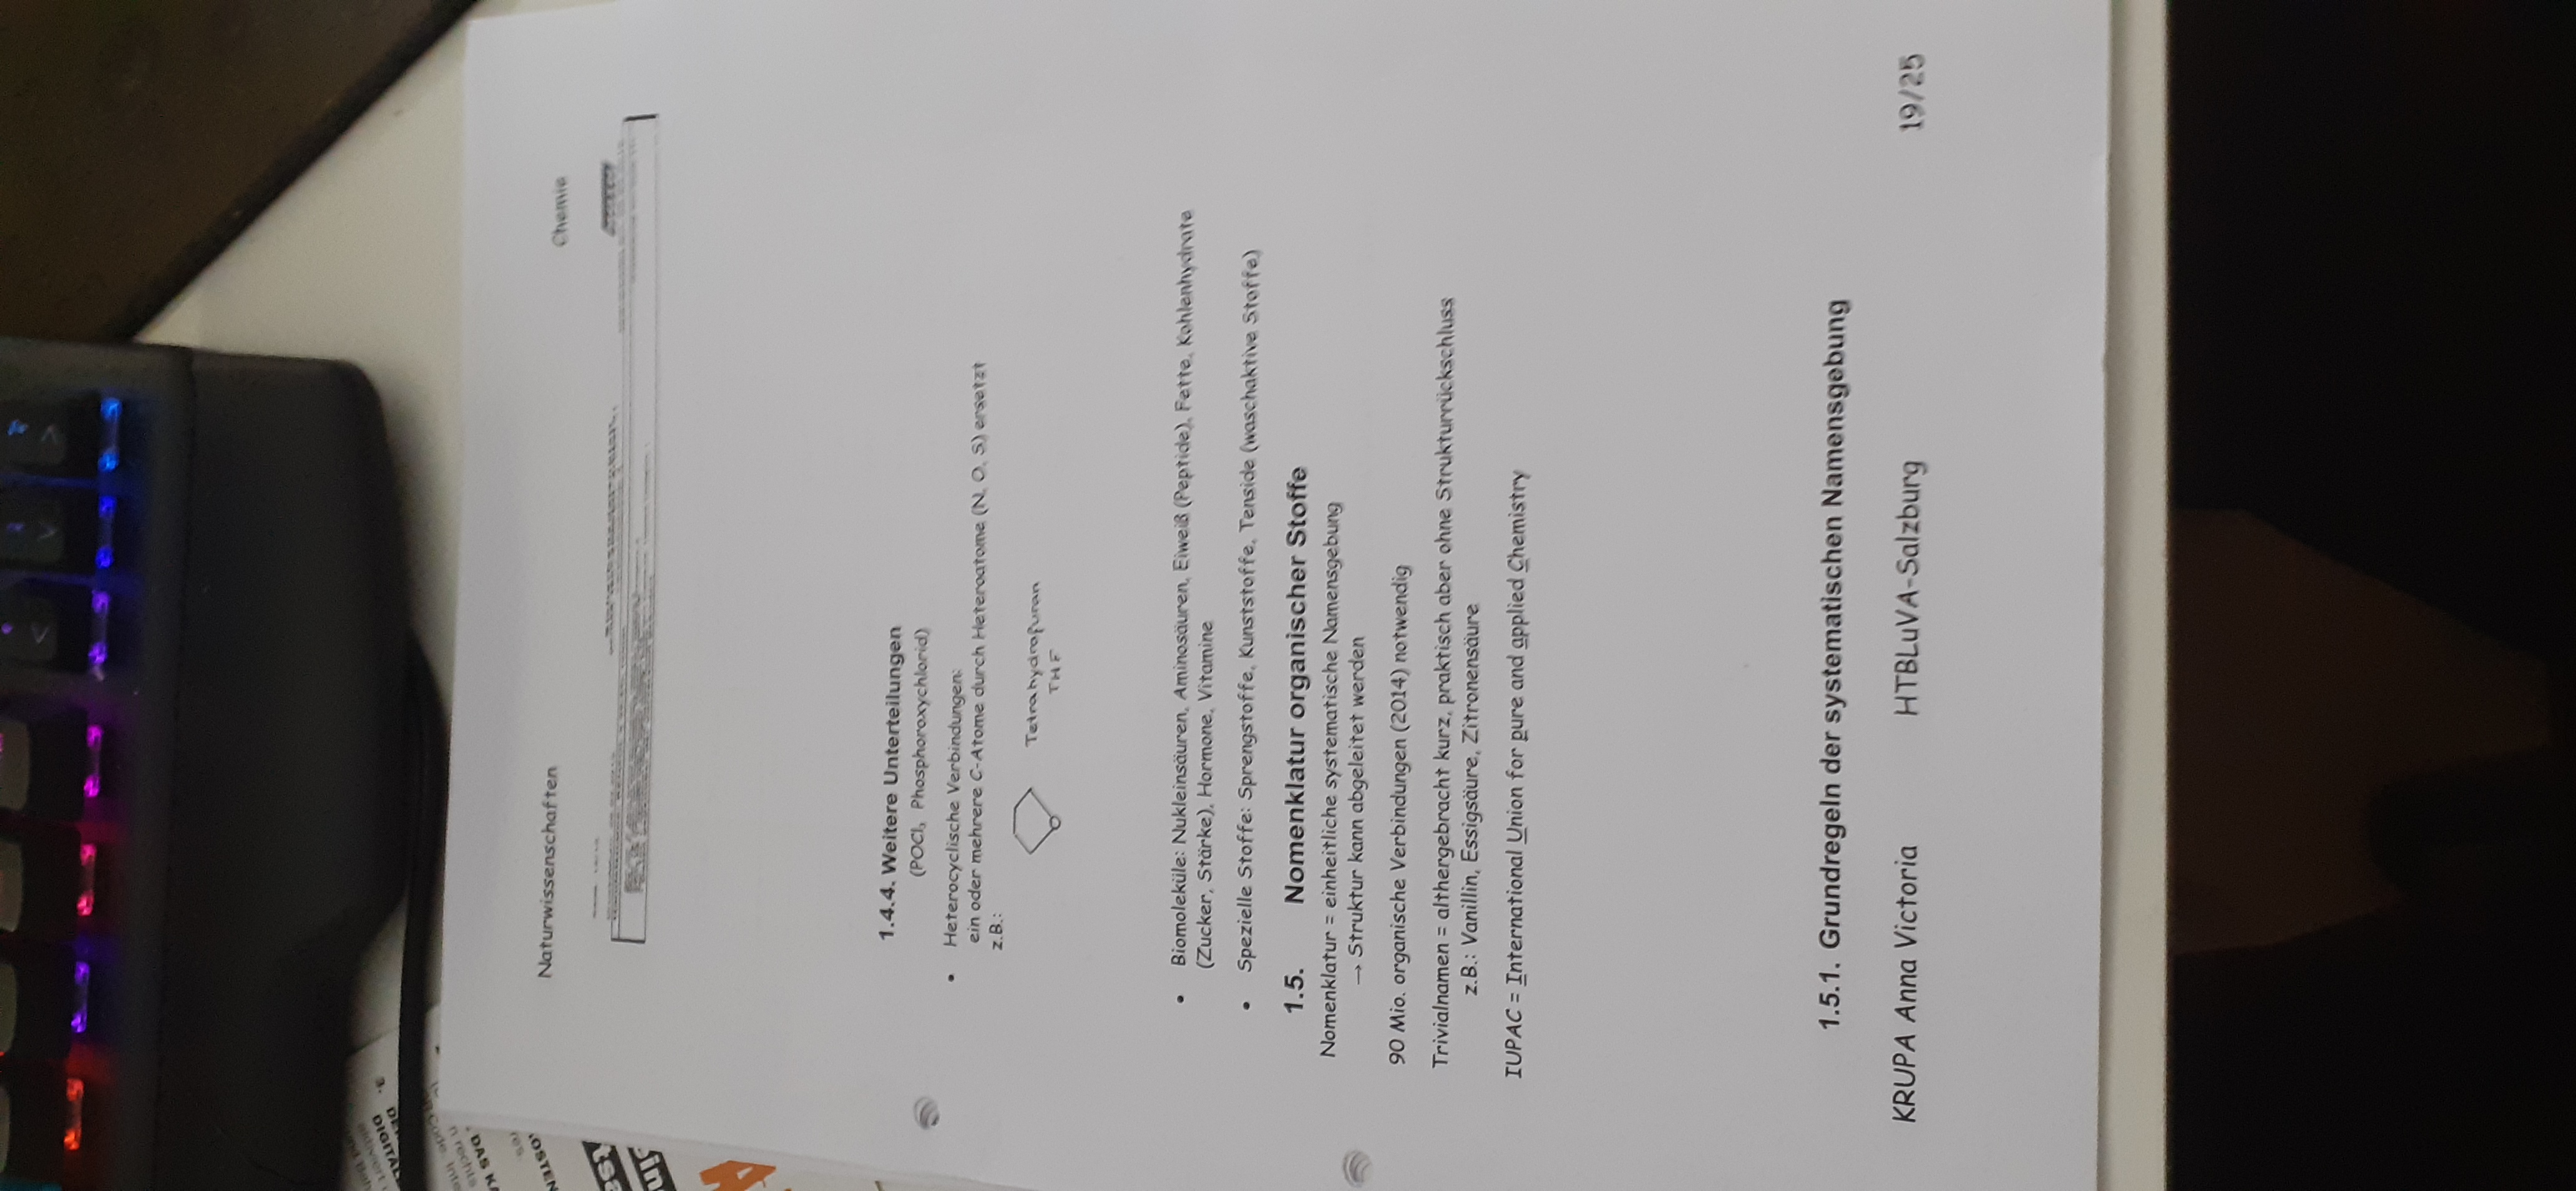 Naturwissenschaften
Chemie
1.4.4. Weitere Unterteilungen
(POCl₃ Phosphoroxychlorid)
• Heterocyclische Verbindungen:
ein oder mehrere C-Atome durch Heteroatome (N, O, S) ersetzt
z.B.:
Tetrahydrofuran
THF
• Biomoleküle: Nukleinsäuren, Aminosäuren, Eiweiß (Peptide), Fette, Kohlenhydrate
(Zucker, Stärke), Hormone, Vitamine
• Spezielle Stoffe: Sprengstoffe, Kunststoffe, Tenside (waschaktive Stoffe)
1.5. Nomenklatur organischer Stoffe
Nomenklatur = einheitliche systematische Namensgebung
→ Struktur kann abgeleitet werden
90 Mio. organische Verbindungen (2014) notwendig
Trivialnamen = althergebracht kurz, praktisch aber ohne Strukturrückschluss
z.B.: Vanillin, Essigsäure, Zitronensäure
IUPAC = International Union for pure and applied Chemistry
1.5.1. Grundregeln der systematischen Namensgebung
KRUPA Anna Victoria
HTBLuVA-Salzburg
19/25